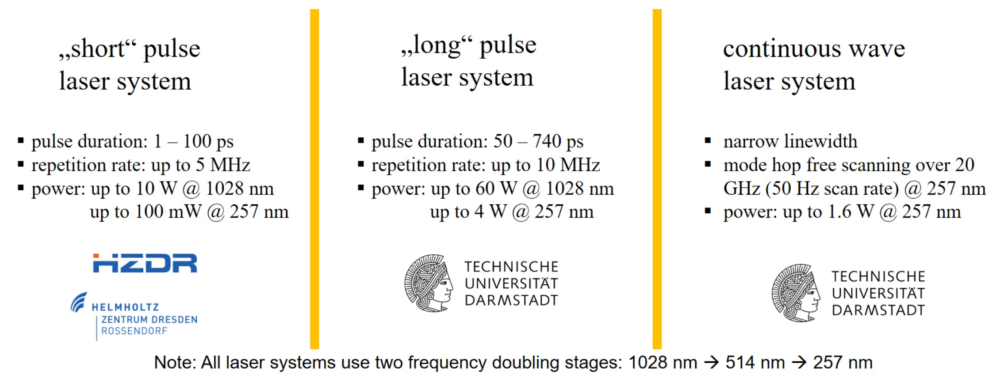 „short“ pulse
laser system
▪ pulse duration: 1 – 100 ps
▪ repetition rate: up to 5 MHz
▪ power: up to 10 W @ 1028 nm
up to 100 mW @ 257 nm
HZDR
HELMHOLTZ
ZENTRUM DRESDEN
ROSSENDORF
„long“ pulse
laser system
▪ pulse duration: 50 – 740 ps
▪ repetition rate: up to 10 MHz
▪ power: up to 60 W @ 1028 nm
up to 4 W @ 257 nm
TECHNISCHE
UNIVERSITÄT
DARMSTADT
continuous wave
laser system
▪ narrow linewidth
▪ mode hop free scanning over 20
GHz (50 Hz scan rate) @ 257 nm
▪ power: up to 1.6 W @ 257 nm
TECHNISCHE
UNIVERSITÄT
DARMSTADT
Note: All laser systems use two frequency doubling stages: 1028 nm → 514 nm → 257 nm